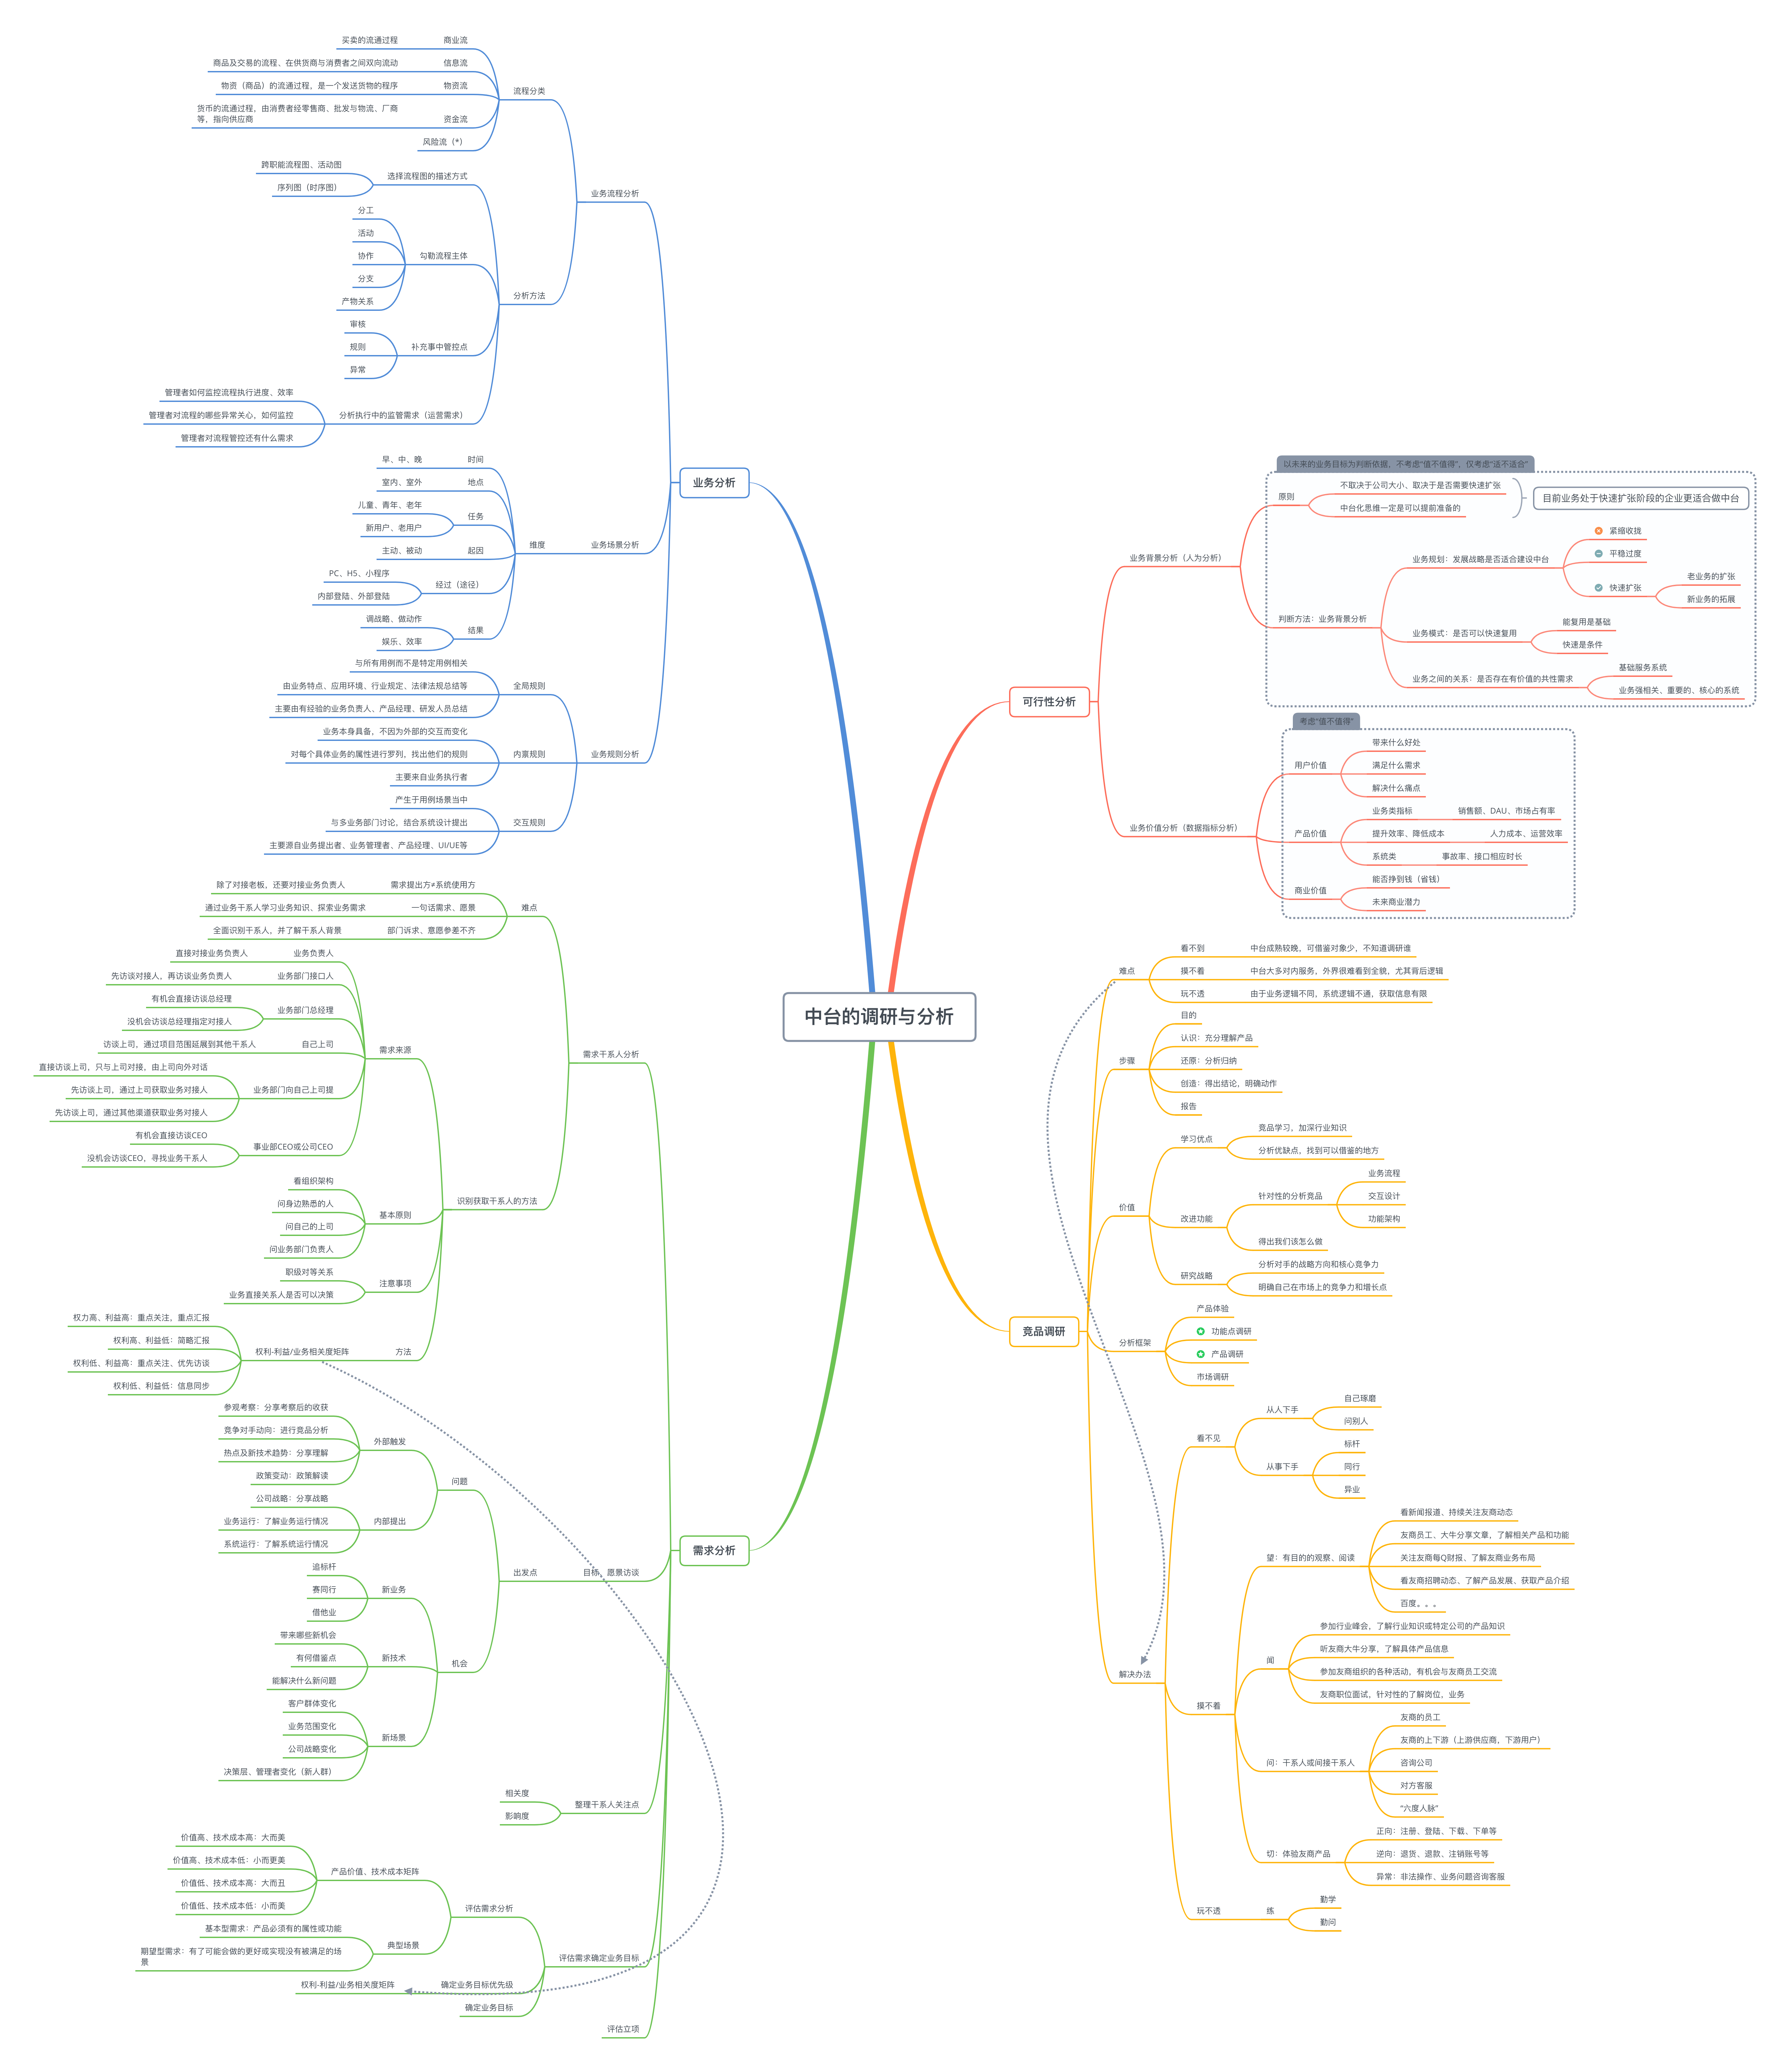 中台的调研与分析
业务分析
业务流程分析
流程分类
商业流
买卖的流通过程
信息流
商品及交易的流程、在供货商与消费者之间双向流动
物资流
物资（商品）的流通过程，是一个发送货物的程序
资金流
货币的流通过程，由消费者经零售商、批发与物流、厂商
等，指向供应商
风险流（*）
分析方法
选择流程图的描述方式
跨职能流程图、活动图
序列图（时序图）
勾勒流程主体
分工
活动
协作
分支
产物关系
补充事中管控点
审核
规则
异常
分析执行中的监管需求（运营需求）
管理者如何监控流程执行进度、效率
管理者对流程的哪些异常关心，如何监控
管理者对流程管控还有什么需求
业务场景分析
维度
时间
早、中、晚
地点
室内、室外
任务
儿童、青年、老年
新用户、老用户
起因
主动、被动
经过（途径）
PC、H5、小程序
内部登陆、外部登陆
结果
调战略、做动作
娱乐、效率
业务规则分析
全局规则
与所有用例而不是特定用例相关
由业务特点、应用环境、行业规定、法律法规总结等
主要由有经验的业务负责人、产品经理、研发人员总结
内禀规则
业务本身具备，不因为外部的交互而变化
对每个具体业务的属性进行罗列，找出他们的规则
主要来自业务执行者
交互规则
产生于用例场景当中
与多业务部门讨论，结合系统设计提出
主要源自业务提出者、业务管理者、产品经理、UI/UE等
需求分析
需求干系人分析
难点
需求提出方≠系统使用方
除了对接老板，还要对接业务负责人
一句话需求、愿景
通过业务干系人学习业务知识、探索业务需求
部门诉求、意愿参差不齐
全面识别干系人，并了解干系人背景
识别获取干系人的方法
需求来源
业务负责人
直接对接业务负责人
业务部门接口人
先访谈对接人，再访谈业务负责人
业务部门总经理
有机会直接访谈总经理
没机会访谈总经理指定对接人
自己上司
访谈上司，通过项目范围延展到其他干系人
业务部门向自己上司提
直接访谈上司，只与上司对接，由上司向外对话
先访谈上司，通过上司获取业务对接人
先访谈上司，通过其他渠道获取业务对接人
事业部CEO或公司CEO
有机会直接访谈CEO
没机会访谈CEO，寻找业务干系人
基本原则
看组织架构
问身边熟悉的人
问自己的上司
问业务部门负责人
注意事项
职级对等关系
业务直接关系人是否可以决策
方法
权利-利益/业务相关度矩阵
权力高、利益高：重点关注，重点汇报
权利高、利益低：简略汇报
权利低、利益高：重点关注、优先访谈
权利低、利益低：信息同步
目标，愿景访谈
出发点
问题
外部触发
参观考察：分享考察后的收获
竞争对手动向：进行竞品分析
热点及新技术趋势：分享理解
政策变动：政策解读
内部提出
公司战略：分享战略
业务运行：了解业务运行情况
系统运行：了解系统运行情况
机会
新业务
追标杆
赛同行
借他业
新技术
带来哪些新机会
有何借鉴点
能解决什么新问题
新场景
客户群体变化
业务范围变化
公司战略变化
决策层、管理者变化（新人群）
整理干系人关注点
相关度
影响度
评估需求确定业务目标
评估需求分析
产品价值、技术成本矩阵
价值高、技术成本高：大而美
价值高、技术成本低：小而更美
价值低、技术成本高：大而丑
价值低、技术成本低：小而美
典型场景
基本型需求：产品必须有的属性或功能
期望型需求：有了可能会做的更好或实现没有被满足的场
景
确定业务目标优先级
权利-利益/业务相关度矩阵
确定业务目标
评估立项
可行性分析
业务背景分析（人为分析）
以未来的业务目标为判断依据，不考虑“值不值得”，仅考虑“适不适合”
原则
不取决于公司大小、取决于是否需要快速扩张
中台化思维一定是可以提前准备的
目前业务处于快速扩张阶段的企业更适合做中台
判断方法：业务背景分析
业务规划：发展战略是否适合建设中台
紧缩收拢
平稳过度
快速扩张
老业务的扩张
新业务的拓展
业务模式：是否可以快速复用
能复用是基础
快速是条件
业务之间的关系：是否存在有价值的共性需求
基础服务系统
业务强相关、重要的、核心的系统
业务价值分析（数据指标分析）
考虑“值不值得”
用户价值
带来什么好处
满足什么需求
解决什么痛点
产品价值
业务类指标
销售额、DAU、市场占有率
提升效率、降低成本
人力成本、运营效率
系统类
事故率、接口相应时长
商业价值
能否挣到钱（省钱）
未来商业潜力
竞品调研
难点
看不到
中台成熟较晚，可借鉴对象少，不知道调研谁
摸不着
中台大多对内服务，外界很难看到全貌，尤其背后逻辑
玩不透
由于业务逻辑不同，系统逻辑不通，获取信息有限
步骤
目的
认识：充分理解产品
还原：分析归纳
创造：得出结论，明确动作
报告
价值
学习优点
竞品学习，加深行业知识
分析优缺点，找到可以借鉴的地方
改进功能
针对性的分析竞品
业务流程
交互设计
功能架构
得出我们该怎么做
研究战略
分析对手的战略方向和核心竞争力
明确自己在市场上的竞争力和增长点
分析框架
产品体验
功能点调研
产品调研
市场调研
解决办法
看不见
从人下手
自己琢磨
问别人
从事下手
标杆
同行
异业
摸不着
望：有目的的观察、阅读
看新闻报道、持续关注友商动态
友商员工、大牛分享文章，了解相关产品和功能
关注友商每Q财报、了解友商业务布局
看友商招聘动态、了解产品发展、获取产品介绍
百度。。。
闻
参加行业峰会，了解行业知识或特定公司的产品知识
听友商大牛分享，了解具体产品信息
参加友商组织的各种活动，有机会与友商员工交流
友商职位面试，针对性的了解岗位，业务
问：干系人或间接干系人
友商的员工
友商的上下游（上游供应商，下游用户）
咨询公司
对方客服
“六度人脉”
切：体验友商产品
正向：注册、登陆、下载、下单等
逆向：退货、退款、注销账号等
异常：非法操作、业务问题咨询客服
玩不透
练
勤学
勤问